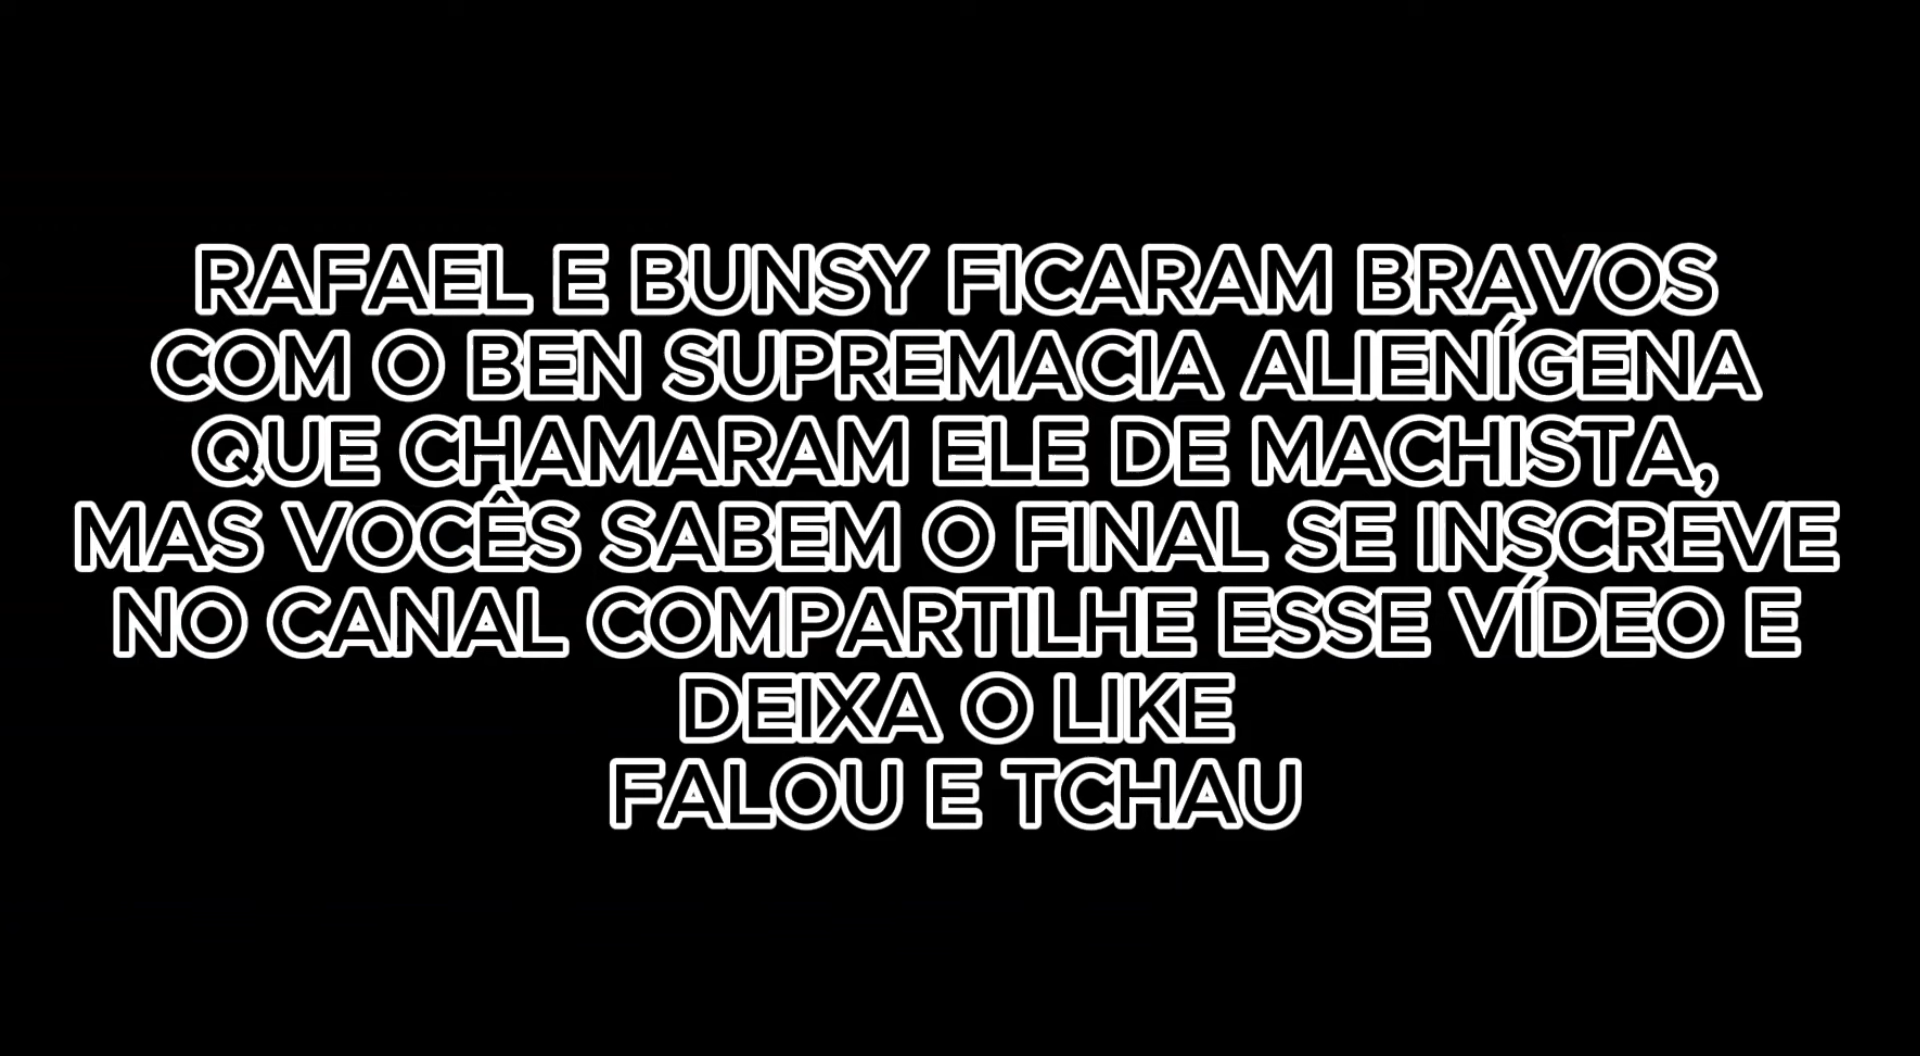 RAFAEL E BUNSY FICARAM BRAVOS
COM O BEN SUPREMACIA ALIENÍGENA
QUE CHAMARAM ELE DE MACHISTA,
MAS VOCÊS SABEM O FINAL SE INSCREVE
NO CANAL COMPARTILHE ESSE VÍDEO E
DEIXA O LIKE
FALOU E TCHAU